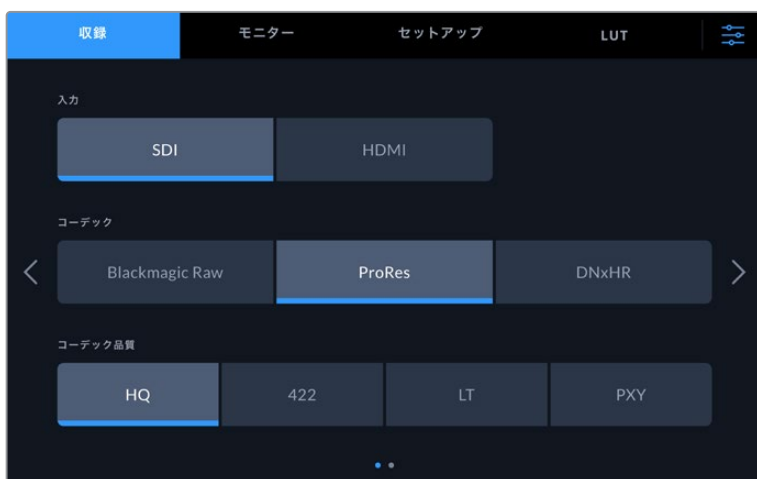 収録 モニター セットアップ LUT
入力
SDI HDMI
コーデック
Blackmagic Raw ProRes DNxHR
コーデック品質
HQ 422 LT PXY